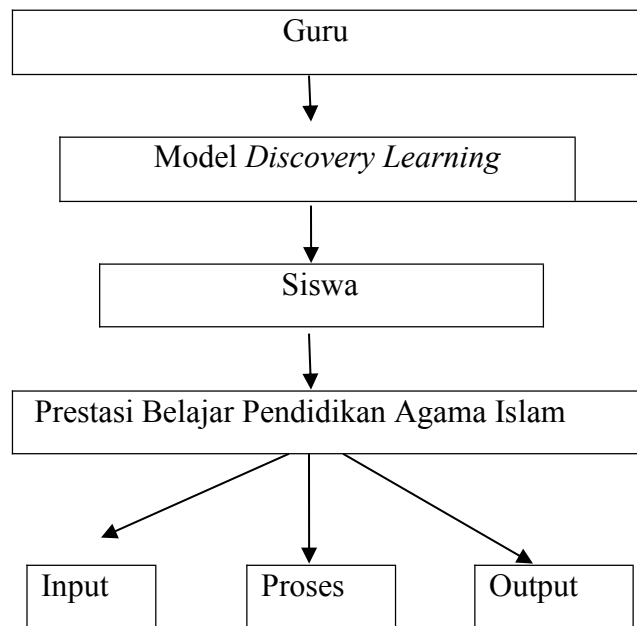 Guru
Model Discovery Learning
Siswa
Prestasi Belajar Pendidikan Agama Islam
Input
Proses
Output